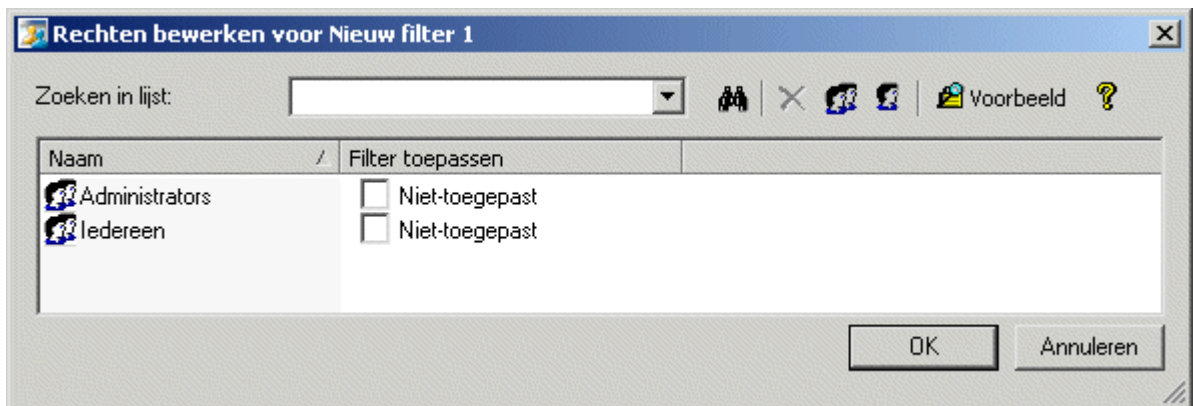 Rechten bewerken voor Nieuw filter 1
Zoeken in lijst: Voorbeeld
Naam Filter toepassen
Administrators Niet-toegepast
Iedereen Niet-toegepast
OK Annuleren